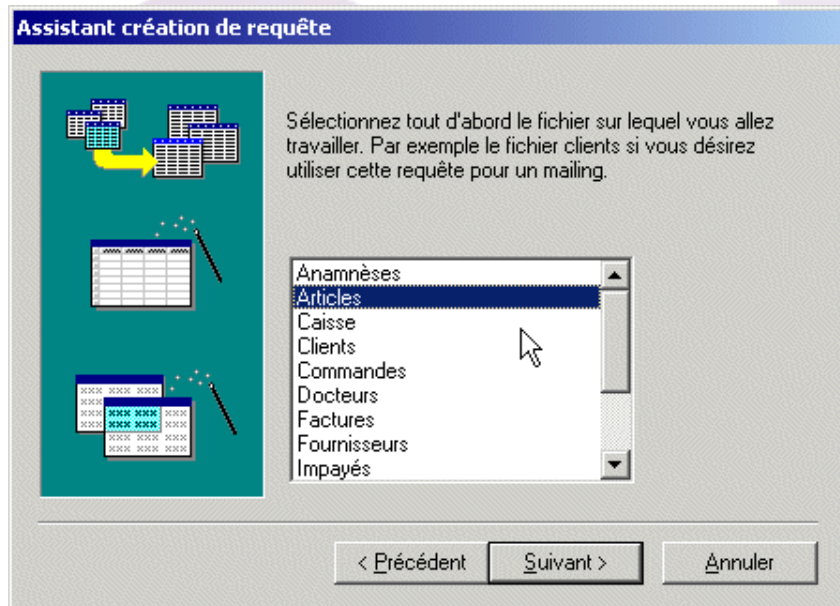 Assistant création de requête
Sélectionnez tout d'abord le fichier sur lequel vous allez
travailler. Par exemple le fichier clients si vous désirez
utiliser cette requête pour un mailing.
Anamnèses
Articles
Caisse
Clients
Commandes
Docteurs
Factures
Fournisseurs
Impayés
< Précédent
Suivant >
Annuler